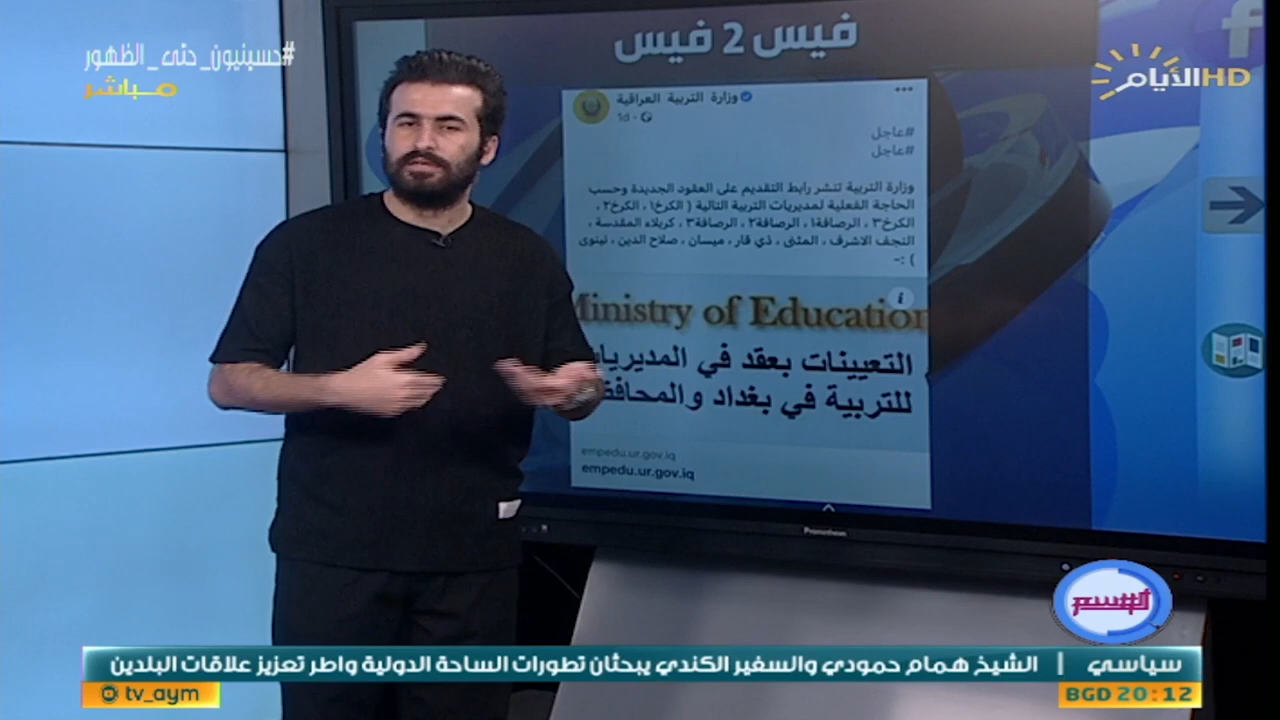 #حسينيون_حتى_الظهور
مباشر
فيس 2 فيس
الأيام HD
وزارة التربية العراقية
1d
#عاجل
#عاجل
وزارة التربية تنشر رابط التقديم على العقود الجديدة وحسب
الحاجة الفعلية لمديريات التربية التالية ( الكرخ١ ، الكرخ٢ ،
الكرخ٣ ، الرصافة١ ، الرصافة٢ ، الرصافة٣ ، كربلاء المقدسة ،
النجف الاشرف ، المثنى ، ذي قار ، ميسان ، صلاح الدين ، نينوى
) :-
Ministry of Education
التعيينات بعقد في المديريات
للتربية في بغداد والمحافظ
empedu.ur.gov.iq
empedu.ur.gov.iq
Promethean
سياسي | الشيخ همام حمودي والسفير الكندي يبحثان تطورات الساحة الدولية واطر تعزيز علاقات البلدين
tv_aym
BGD 20:12